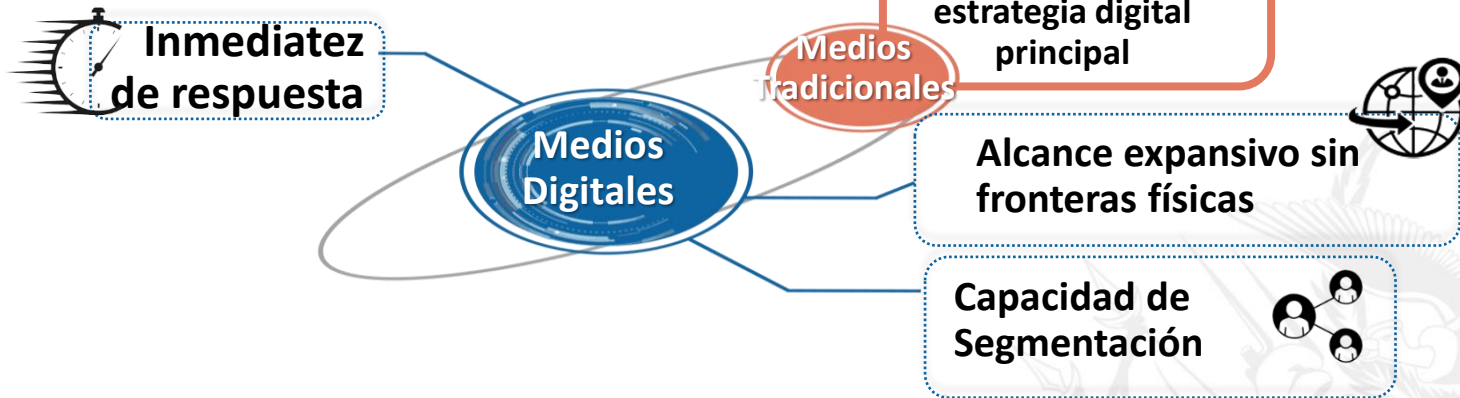 estrategia digital
principal
Inmediatez
de respuesta
Medios
Tradicionales
Medios
Digitales
Alcance expansivo sin
fronteras físicas
Capacidad de
Segmentación